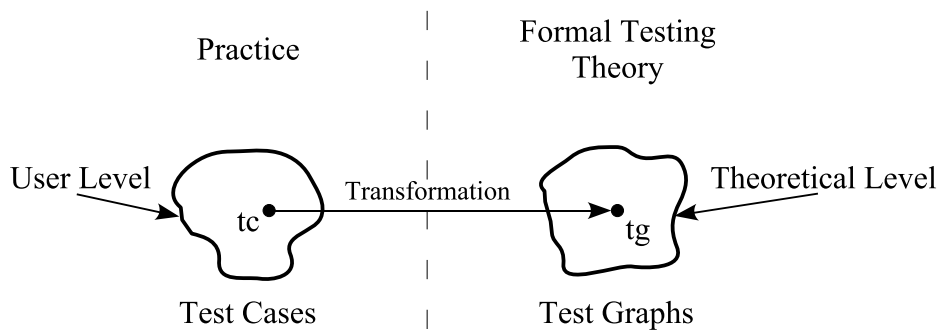 Practice
Formal Testing
Theory
User Level
Transformation
Theoretical Level
tc
tg
Test Cases
Test Graphs